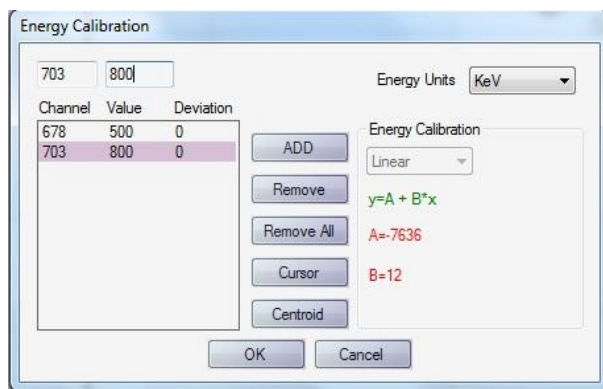 Energy Calibration
703 800
Energy Units KeV
Channel Value Deviation
678 500 0
703 800 0
ADD
Remove
Remove All
Cursor
Centroid
Energy Calibration
Linear
y=A + B*x
A=-7636
B=12
OK Cancel